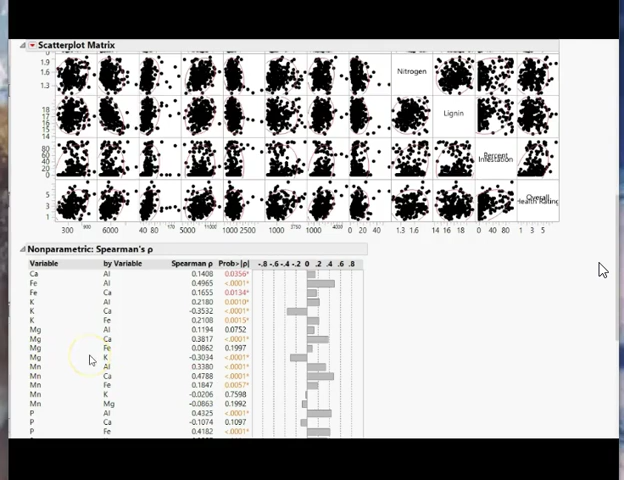 Scatterplot Matrix
1.9
1.6
1.3
Nitrogen
18
17
16
15
14
Lignin
100
80
60
40
20
0
Percent
Infestation
5
3
1
Overall
Health Rating
300 6000 40 80 5000 11000 1000 2500 1000 2750 1000 4000 0 20 40 1.3 1.6 14 16 18 0 40 80 1 3 5
Nonparametric: Spearman's ρ
Variable by Variable Spearman ρ Prob>|ρ| -.8 -.6 -.4 -.2 0 .2 .4 .6 .8
Ca Al 0.1408 0.0356*
Fe Al 0.4965 <.0001*
Fe Ca 0.1655 0.0134*
K Al 0.2180 0.0010*
K Ca -0.3532 <.0001*
K Fe 0.2108 0.0015*
Mg Al 0.1194 0.0752
Mg Ca 0.3817 <.0001*
Mg Fe 0.0862 0.1997
Mg K -0.3034 <.0001*
Mn Al 0.3380 <.0001*
Mn Ca 0.4788 <.0001*
Mn Fe 0.1847 0.0057*
Mn K -0.0206 0.7598
Mn Mg -0.0863 0.1992
P Al 0.4325 <.0001*
P Ca -0.1074 0.1097
P Fe 0.4182 <.0001*